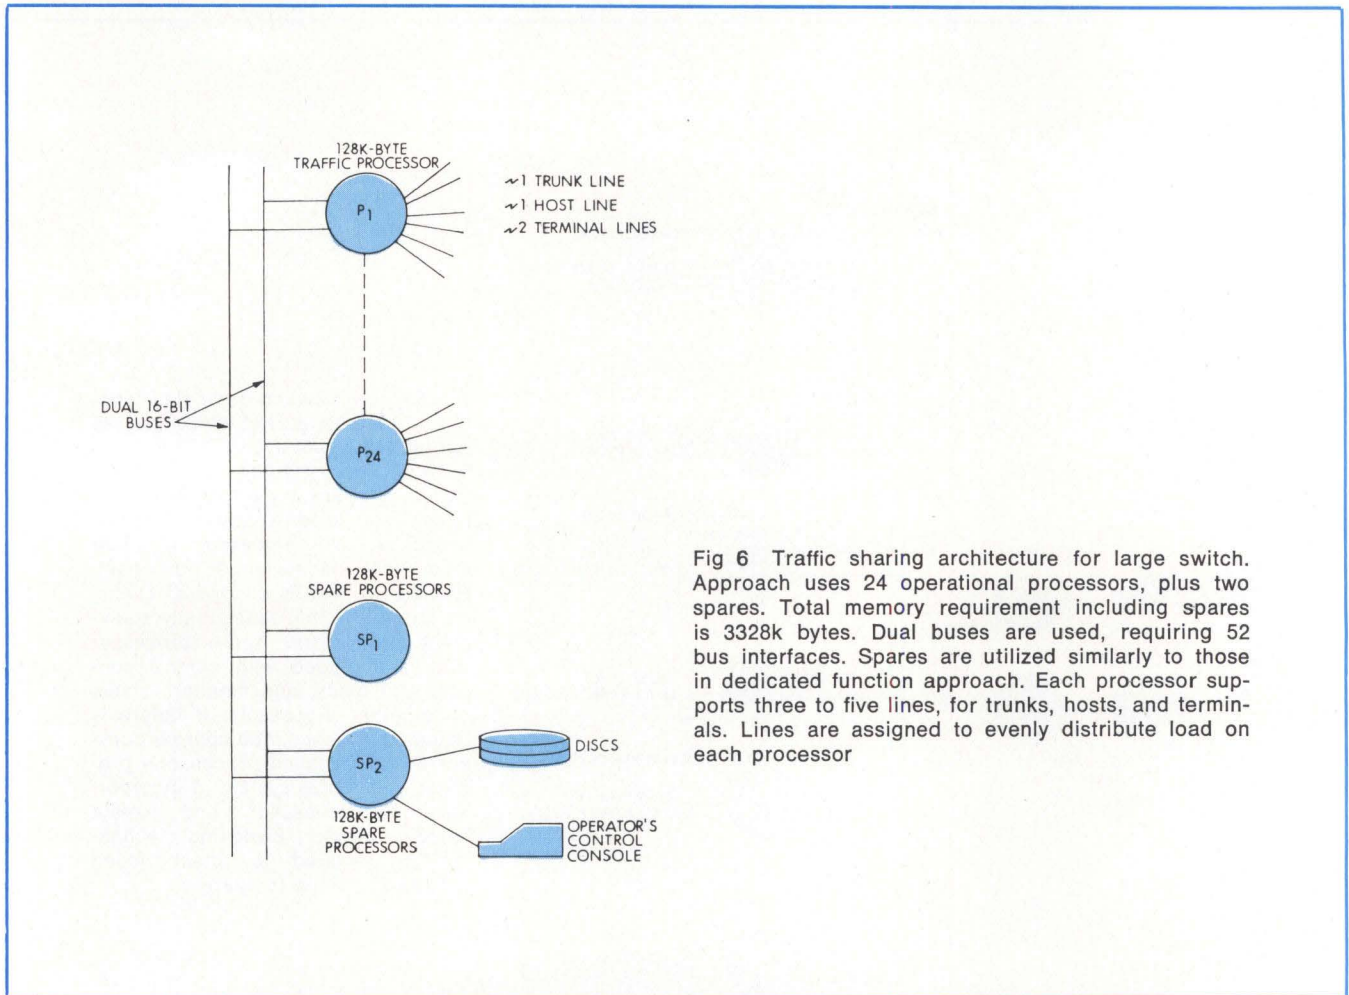 128K-BYTE
TRAFFIC PROCESSOR
P1
~1 TRUNK LINE
~1 HOST LINE
~2 TERMINAL LINES
DUAL 16-BIT
BUSES
P24
128K-BYTE
SPARE PROCESSORS
SP1
SP2
DISCS
128K-BYTE
SPARE
PROCESSORS
OPERATOR'S
CONTROL
CONSOLE
Fig 6 Traffic sharing architecture for large switch.
Approach uses 24 operational processors, plus two
spares. Total memory requirement including spares
is 3328k bytes. Dual buses are used, requiring 52
bus interfaces. Spares are utilized similarly to those
in dedicated function approach. Each processor sup-
ports three to five lines, for trunks, hosts, and termin-
als. Lines are assigned to evenly distribute load on
each processor